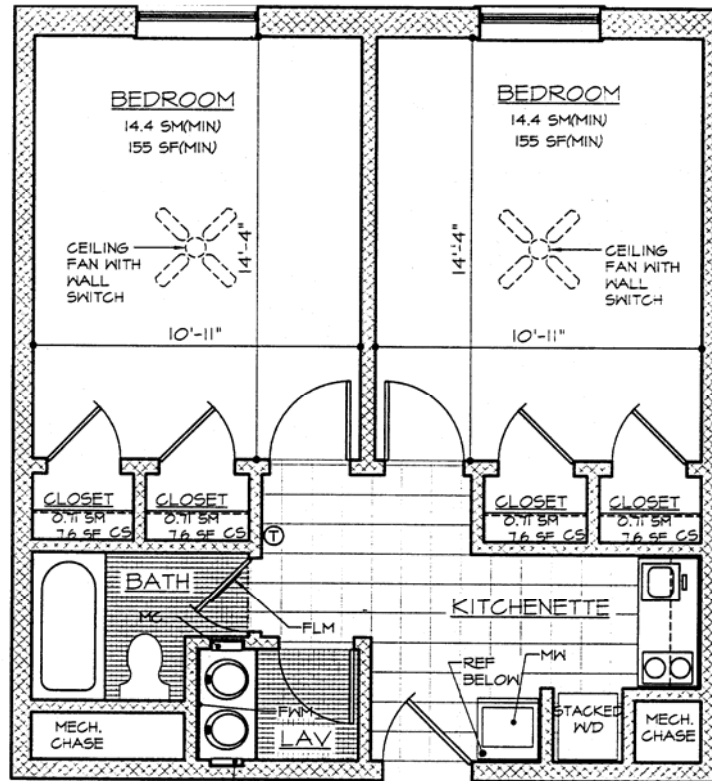 BEDROOM
14.4 SM(MIN)
155 SF(MIN)
BEDROOM
14.4 SM(MIN)
155 SF(MIN)
CEILING
FAN WITH
WALL
SWITCH
14'-4"
14'-4"
CEILING
FAN WITH
WALL
SWITCH
10'-11"
10'-11"
CLOSET
0.71 SM
7.6 SF CS
CLOSET
0.71 SM
7.6 SF CS
CLOSET
0.71 SM
7.6 SF CS
CLOSET
0.71 SM
7.6 SF CS
T
BATH
MC
FLM
KITCHENETTE
REF
BELOW
MW
FWM
LAV
MECH.
CHASE
STACKED
W/D
MECH.
CHASE